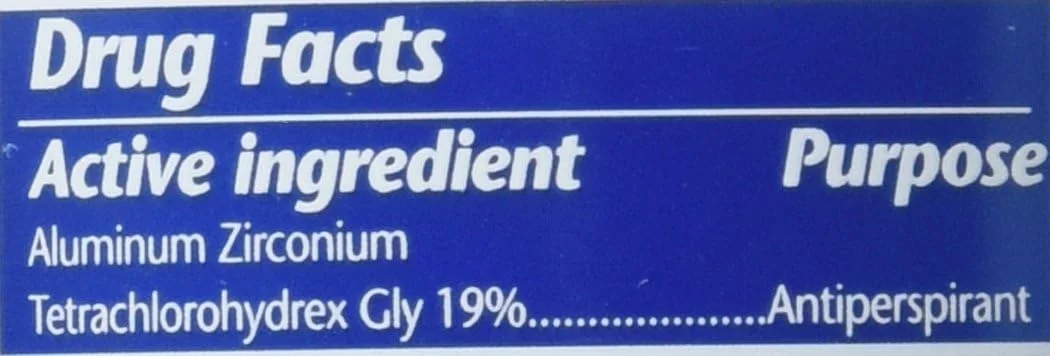 Drug Facts
Active ingredient Purpose
Aluminum Zirconium
Tetrachlorohydrex Gly 19%....................Antiperspirant